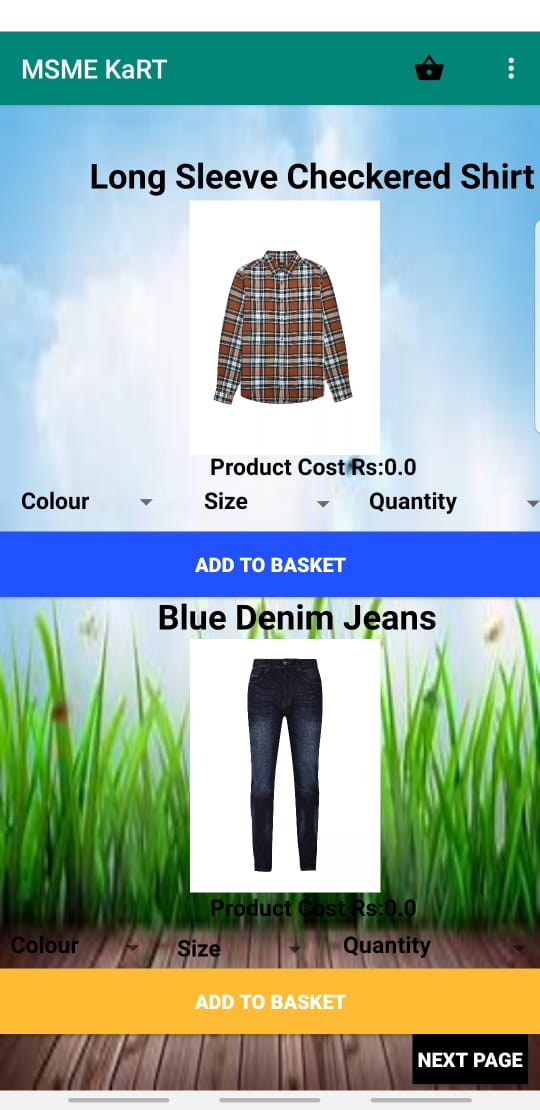 MSME KaRT
Long Sleeve Checkered Shirt
Product Cost Rs:0.0
Colour Size Quantity
ADD TO BASKET
Blue Denim Jeans
Product Cost Rs:0.0
Colour Size Quantity
ADD TO BASKET
NEXT PAGE